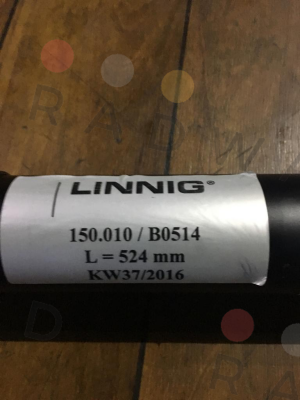 LINNIG®
150.010 / B0514
L = 524 mm
KW37/2016